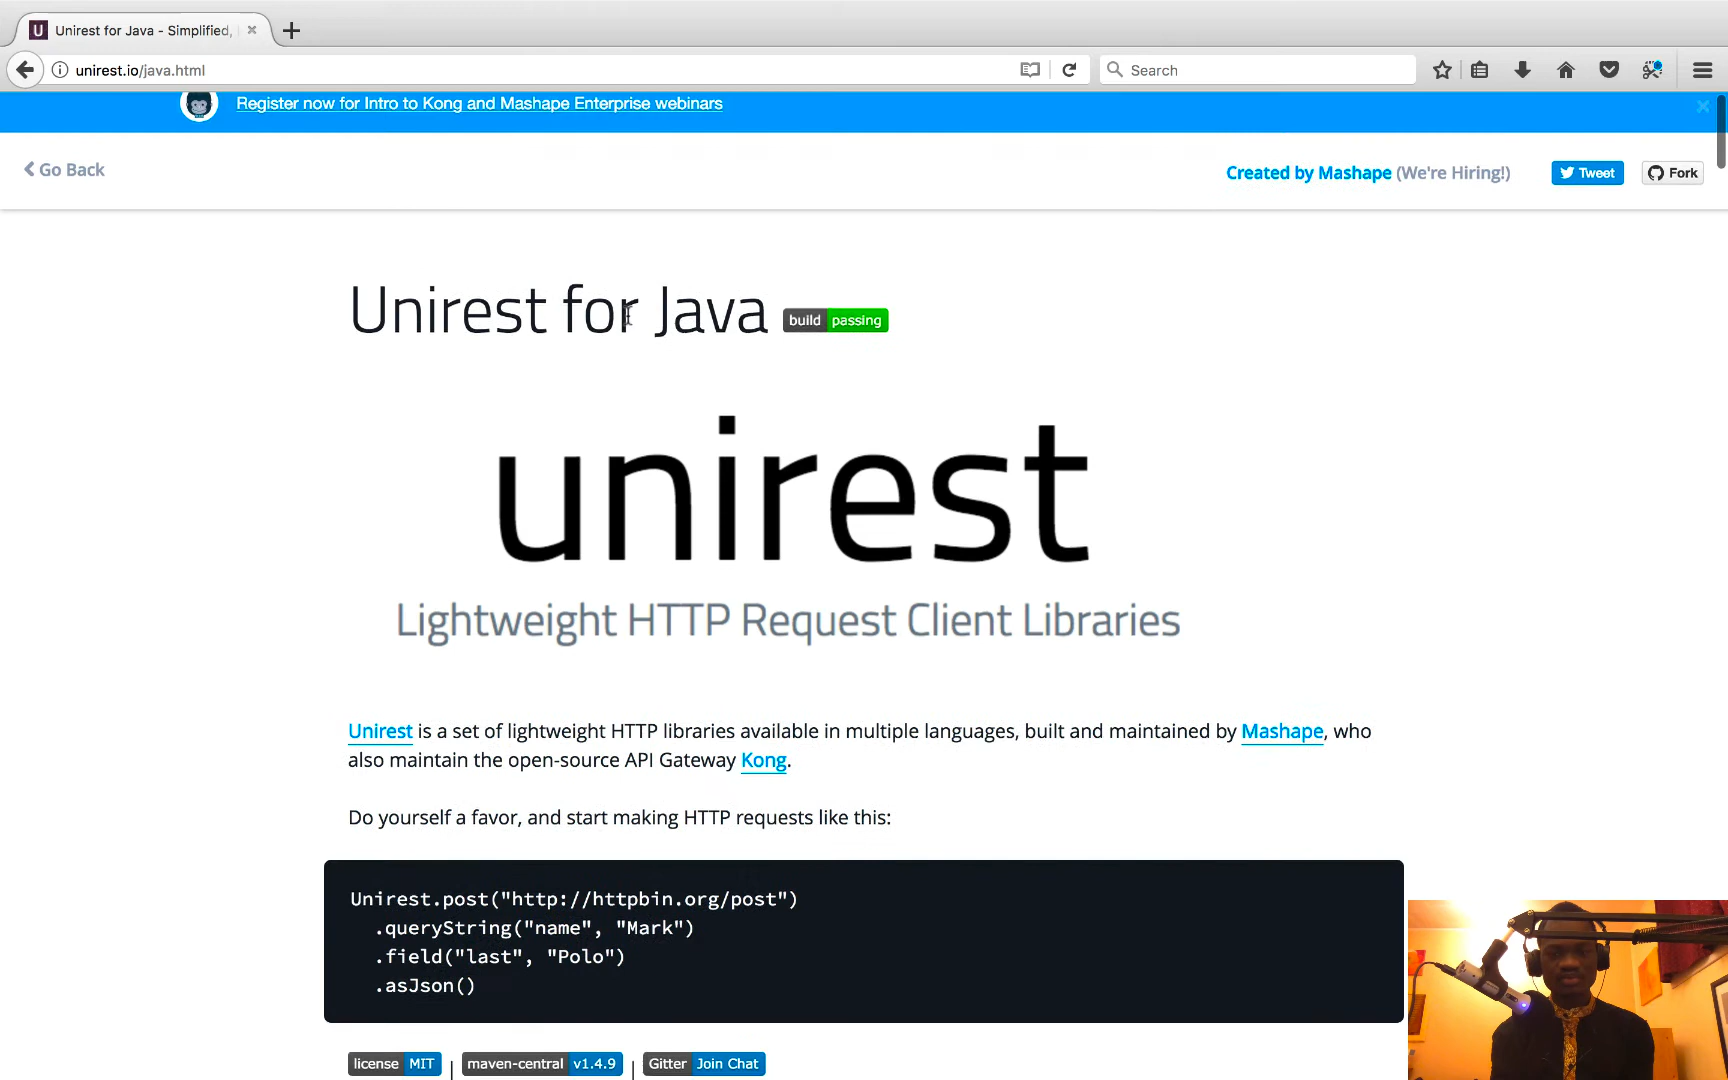 U Unirest for Java - Simplified,
unirest.io/java.html
Search
Register now for Intro to Kong and Mashape Enterprise webinars
Go Back
Created by Mashape (We're Hiring!)
Tweet
Fork
Unirest for Java
build passing
unirest
Lightweight HTTP Request Client Libraries
Unirest is a set of lightweight HTTP libraries available in multiple languages, built and maintained by Mashape, who
also maintain the open-source API Gateway Kong.
Do yourself a favor, and start making HTTP requests like this:
Unirest.post("http://httpbin.org/post")
.queryString("name", "Mark")
.field("last", "Polo")
.asJson()
license MIT | maven-central v1.4.9 | Gitter Join Chat